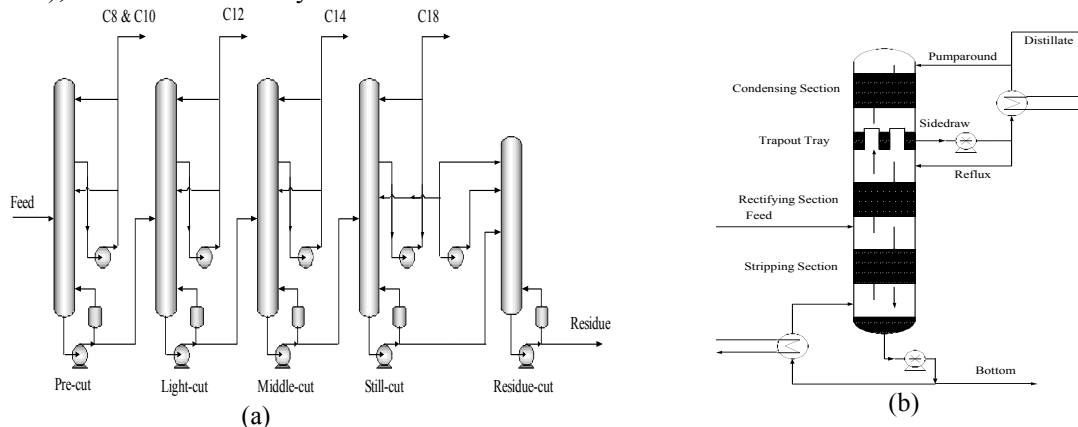 C8 & C10
C12
C14
C18
Feed
Residue
Pre-cut
Light-cut
Middle-cut
Still-cut
Residue-cut
(a)
Distillate
Pumparound
Condensing Section
Sidedraw
Trapout Tray
Reflux
Rectifying Section
Feed
Stripping Section
Bottom
(b)